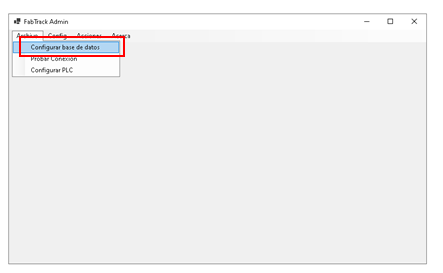 FabTrack Admin
Archivo Config Acciones Acerca
Configurar base de datos
Probar Conexión
Configurar PLC